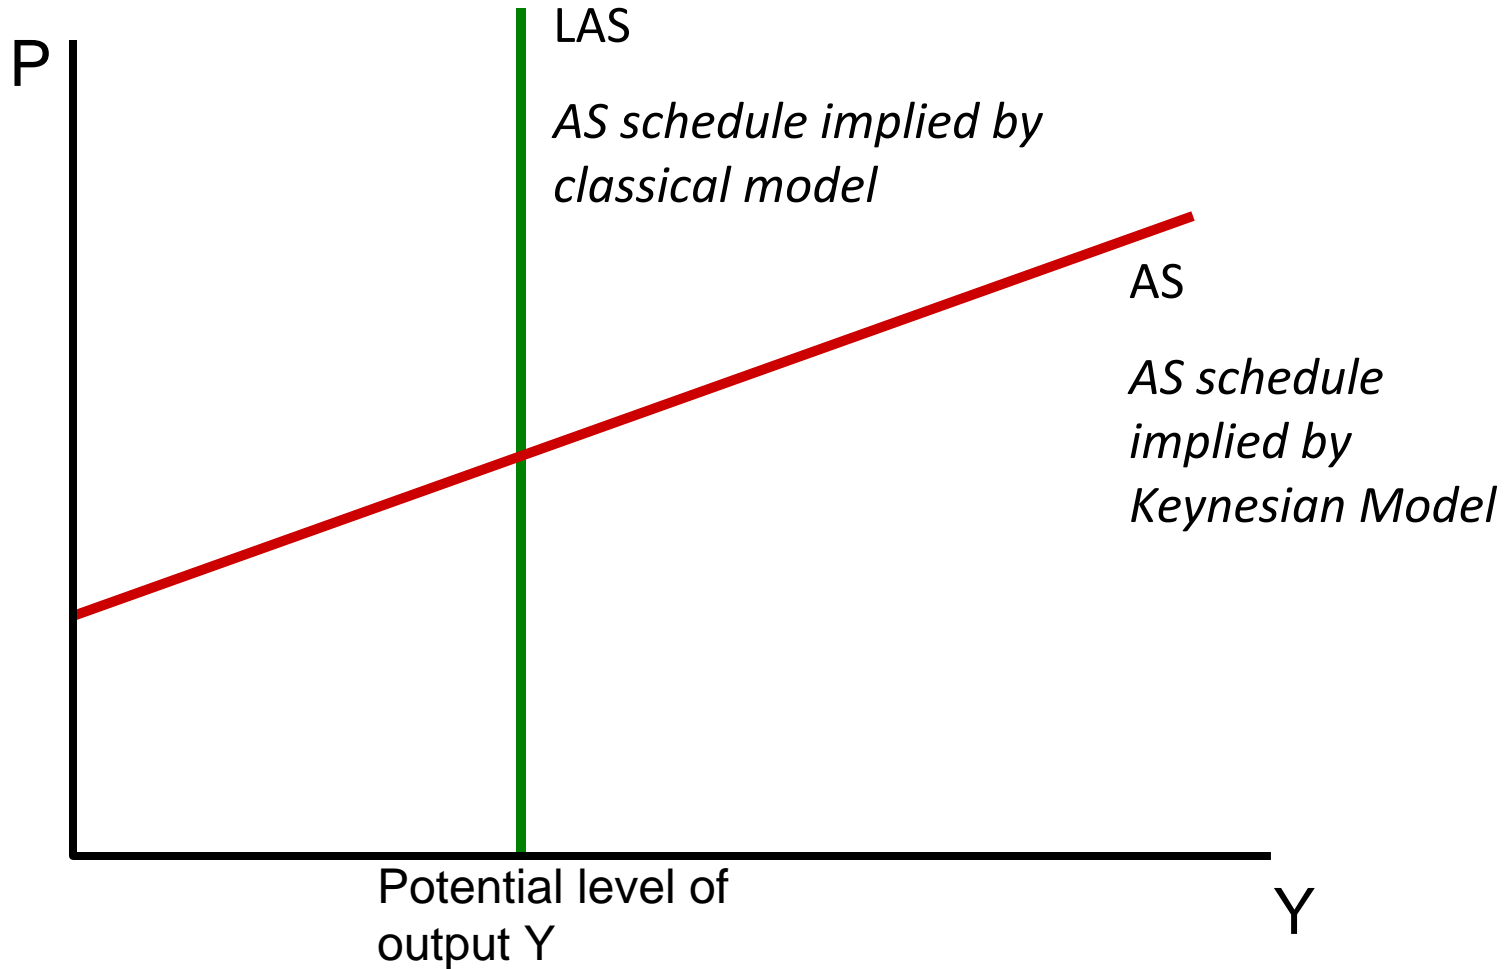 P
LAS
AS schedule implied by
classical model
AS
AS schedule
implied by
Keynesian Model
Potential level of
output Y
Y